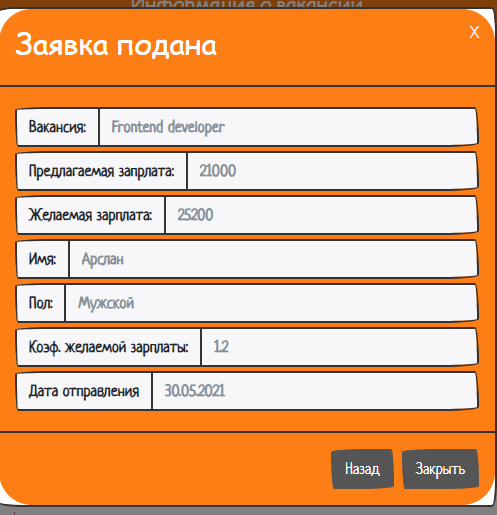 Информация о вакансии
Заявка подана
X
Вакансия: Frontend developer
Предлагаемая запрлата: 21000
Желаемая зарплата: 25200
Имя: Арслан
Пол: Мужской
Коэф. желаемой зарплаты: 1.2
Дата отправления 30.05.2021
Назад Закрыть